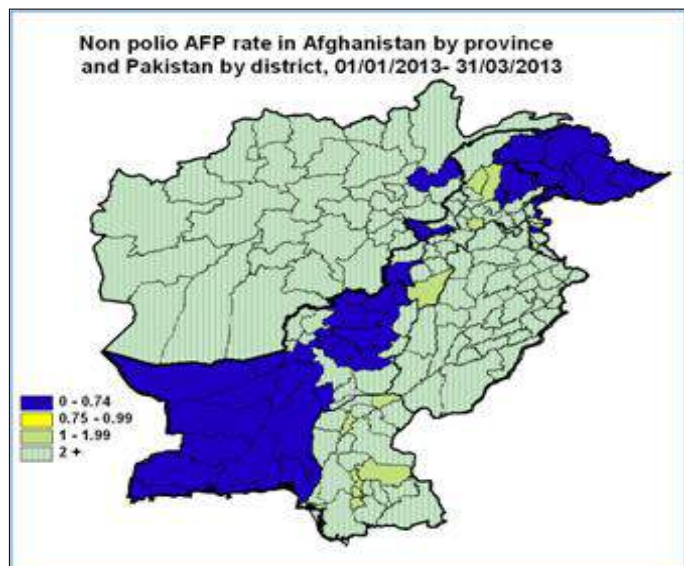 Non polio AFP rate in Afghanistan by province
and Pakistan by district, 01/01/2013- 31/03/2013
0 - 0.74
0.75 - 0.99
1 - 1.99
2 +